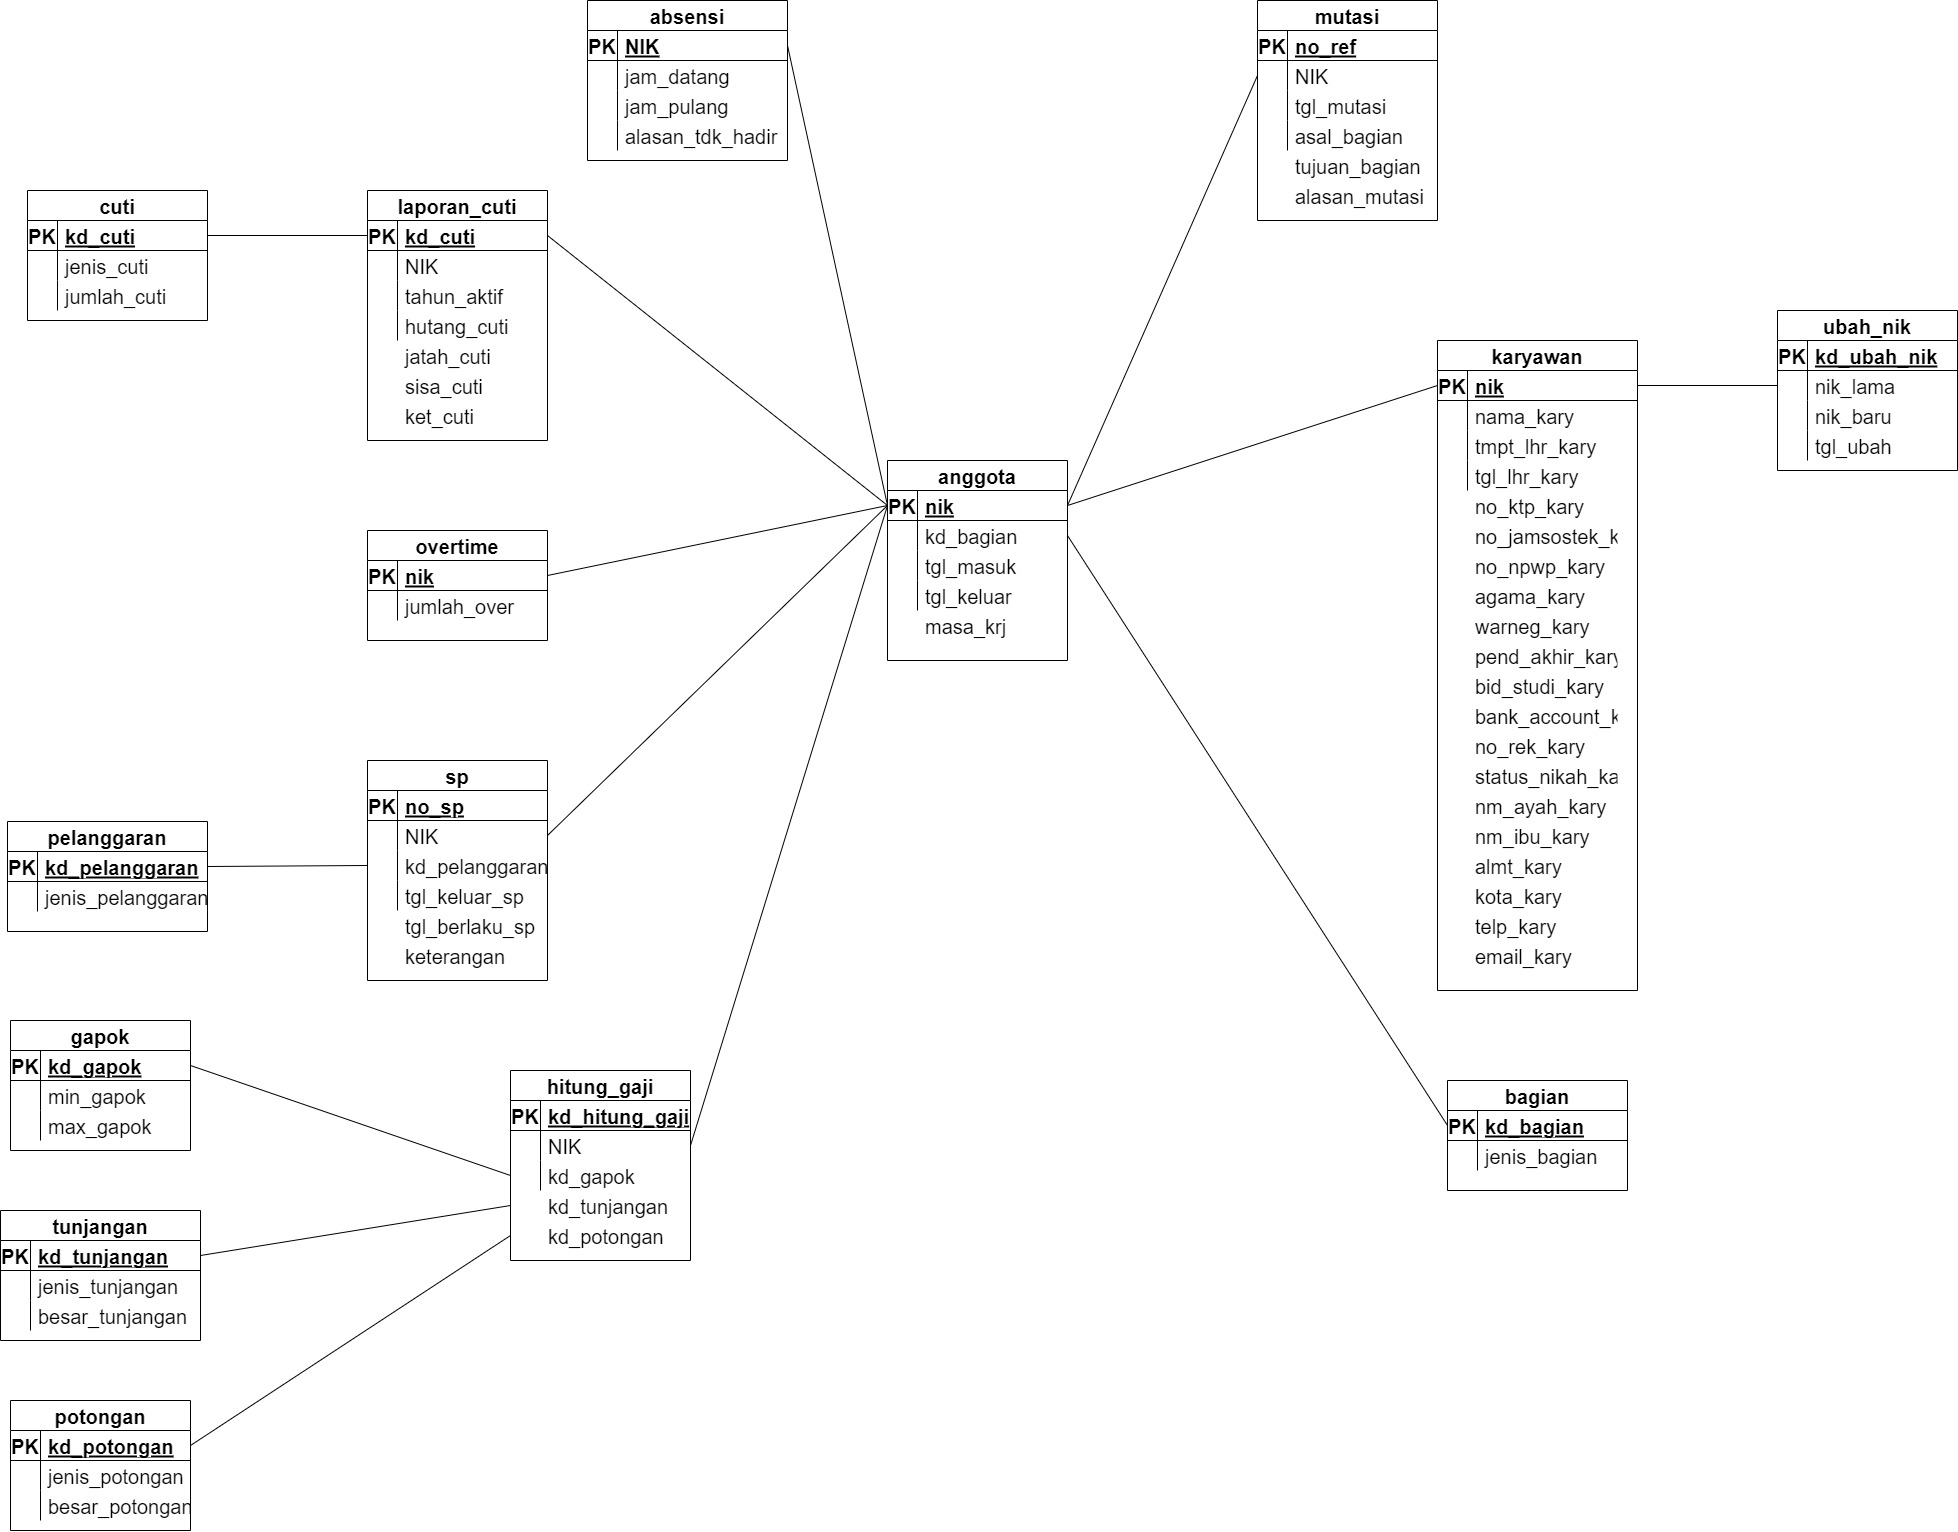 absensi
PK NIK
jam_datang
jam_pulang
alasan_tdk_hadir
mutasi
PK no_ref
NIK
tgl_mutasi
asal_bagian
tujuan_bagian
alasan_mutasi
cuti
PK kd_cuti
jenis_cuti
jumlah_cuti
laporan_cuti
PK kd_cuti
NIK
tahun_aktif
hutang_cuti
jatah_cuti
sisa_cuti
ket_cuti
ubah_nik
PK kd_ubah_nik
nik_lama
nik_baru
tgl_ubah
karyawan
PK nik
nama_kary
tmpt_lhr_kary
tgl_lhr_kary
no_ktp_kary
no_jamsostek_k
no_npwp_kary
agama_kary
warneg_kary
pend_akhir_kary
bid_studi_kary
bank_account_k
no_rek_kary
status_nikah_ka
nm_ayah_kary
nm_ibu_kary
almt_kary
kota_kary
telp_kary
email_kary
anggota
PK nik
kd_bagian
tgl_masuk
tgl_keluar
masa_krj
overtime
PK nik
jumlah_over
sp
PK no_sp
NIK
kd_pelanggaran
tgl_keluar_sp
tgl_berlaku_sp
keterangan
pelanggaran
PK kd_pelanggaran
jenis_pelanggaran
gapok
PK kd_gapok
min_gapok
max_gapok
hitung_gaji
PK kd_hitung_gaji
NIK
kd_gapok
kd_tunjangan
kd_potongan
bagian
PK kd_bagian
jenis_bagian
tunjangan
PK kd_tunjangan
jenis_tunjangan
besar_tunjangan
potongan
PK kd_potongan
jenis_potongan
besar_potongan